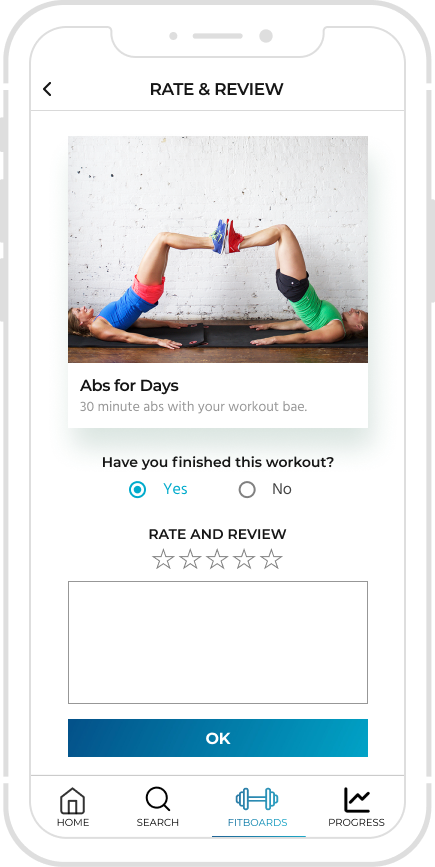 RATE & REVIEW
Abs for Days
30 minute abs with your workout bae.
Have you finished this workout?
Yes No
RATE AND REVIEW
OK
HOME SEARCH FITBOARDS PROGRESS